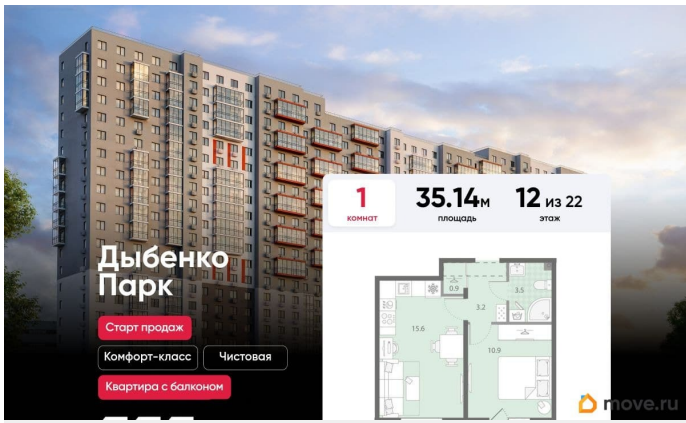 1
комнат
35.14м
площадь
12 из 22
этаж
Дыбенко
Парк
Старт продаж
Комфорт-класс
Чистовая
Квартира с балконом
0.9
3.2
3.5
15.6
10.9
move.ru